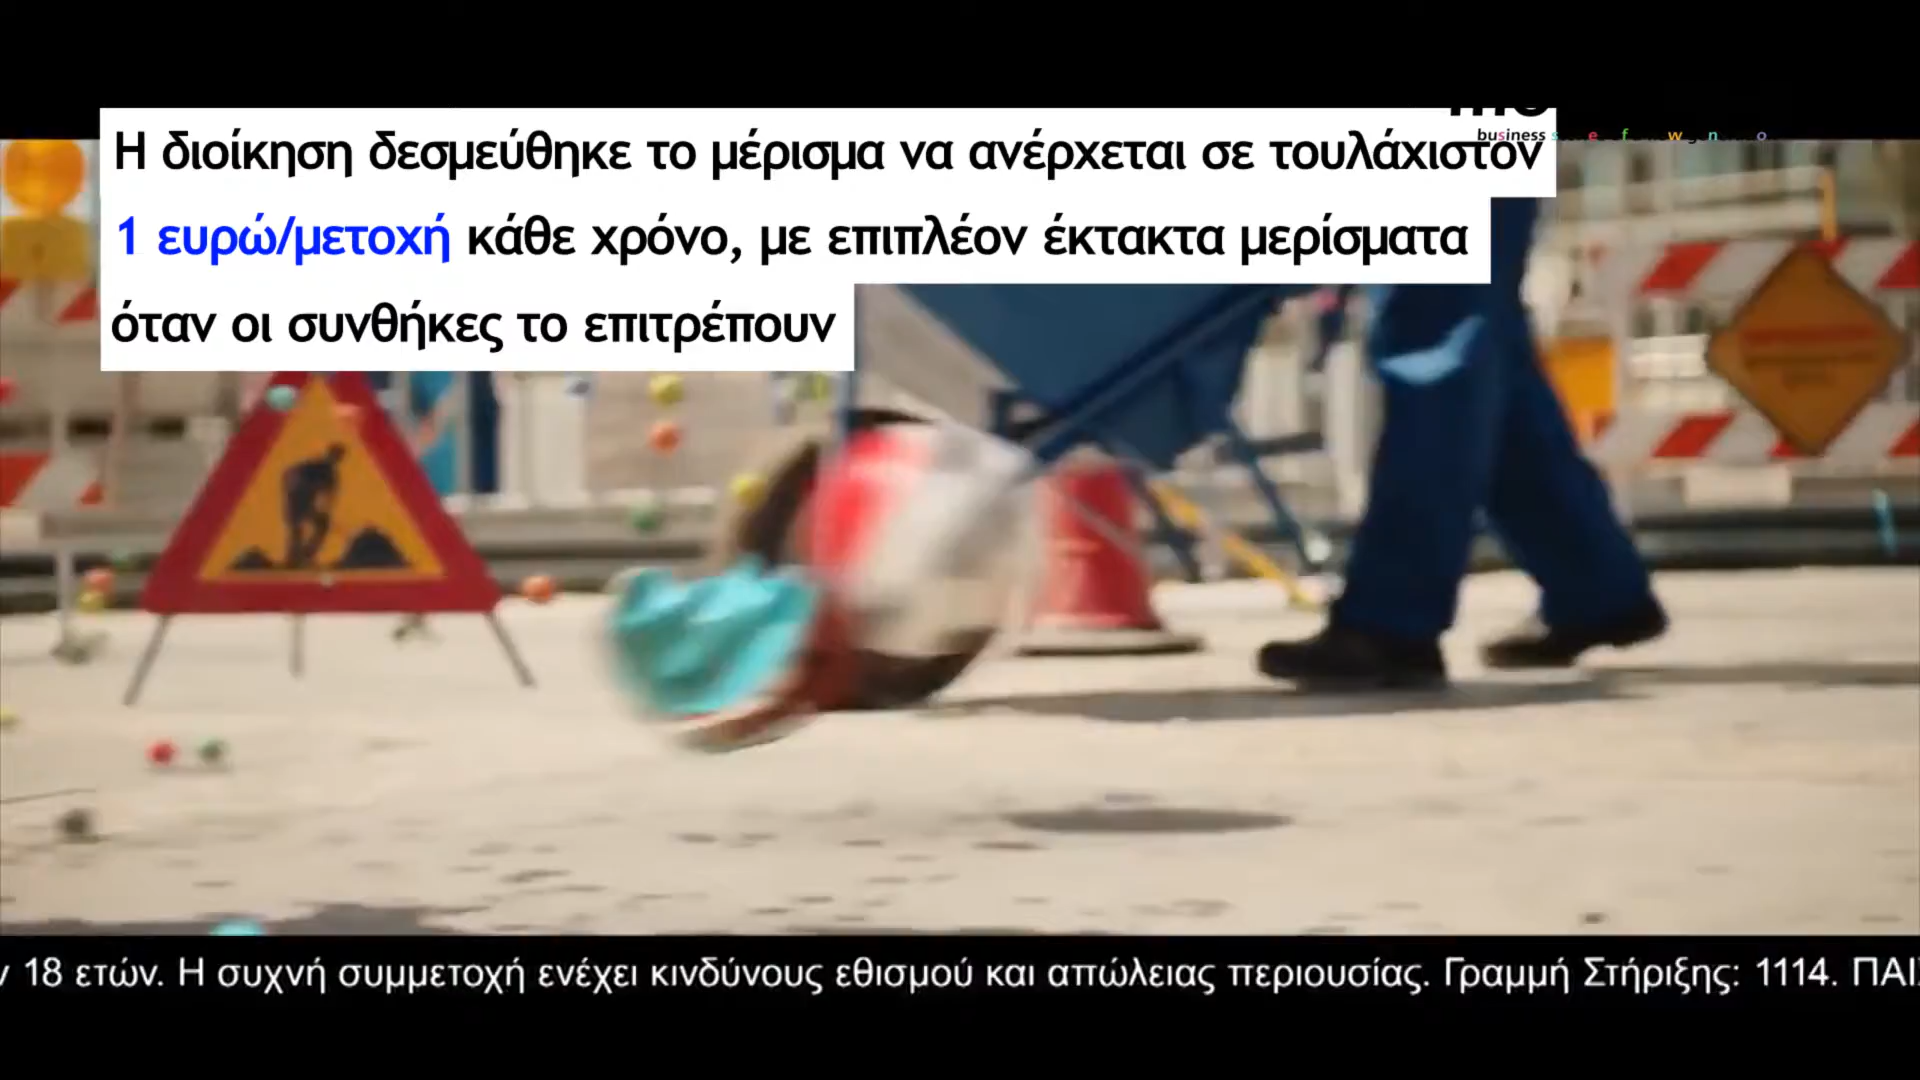 business
Η διοίκηση δεσμεύθηκε το μέρισμα να ανέρχεται σε τουλάχιστον
1 ευρώ/μετοχή κάθε χρόνο, με επιπλέον έκτακτα μερίσματα
όταν οι συνθήκες το επιτρέπουν
18 ετών. Η συχνή συμμετοχή ενέχει κινδύνους εθισμού και απώλειας περιουσίας. Γραμμή Στήριξης: 1114.